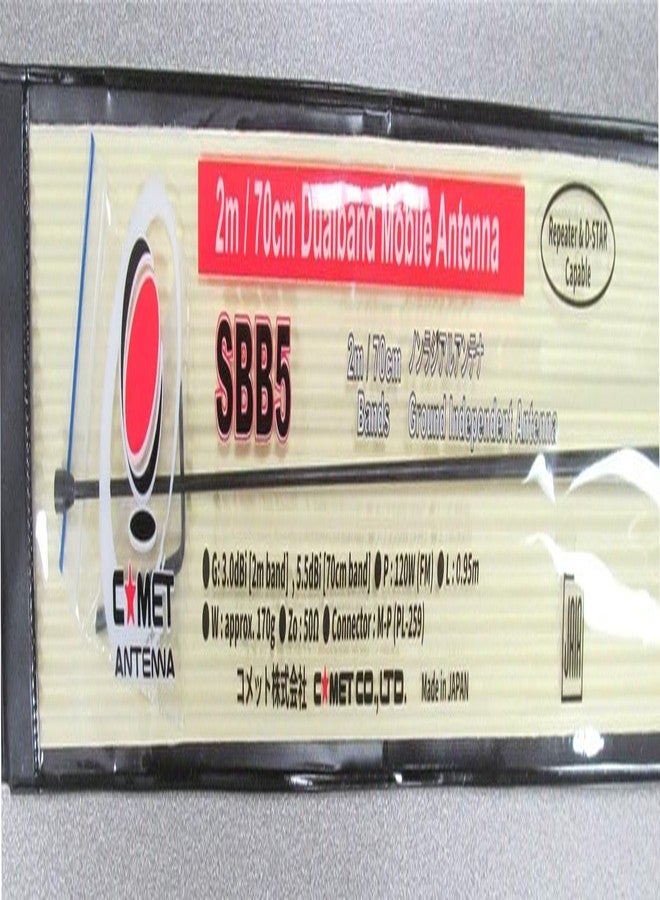 2m / 70cm Dualband Mobile Antenna
Repeater & D-STAR
Capable
SBB5
2m / 70cm
Bands
ノンラジアルアンテナ
Ground Independent Antenna
●G: 3.0dBi [2m band] , 5.5dBi [70cm band] ●P : 120W (FM) ●L : 0.95m
●W : approx. 170g ●Zo : 50Ω ●Connector : M-P (PL-259)
C★MET
ANTENNA
コメット株式会社 C★MET CO.,LTD. Made in JAPAN
JAIA